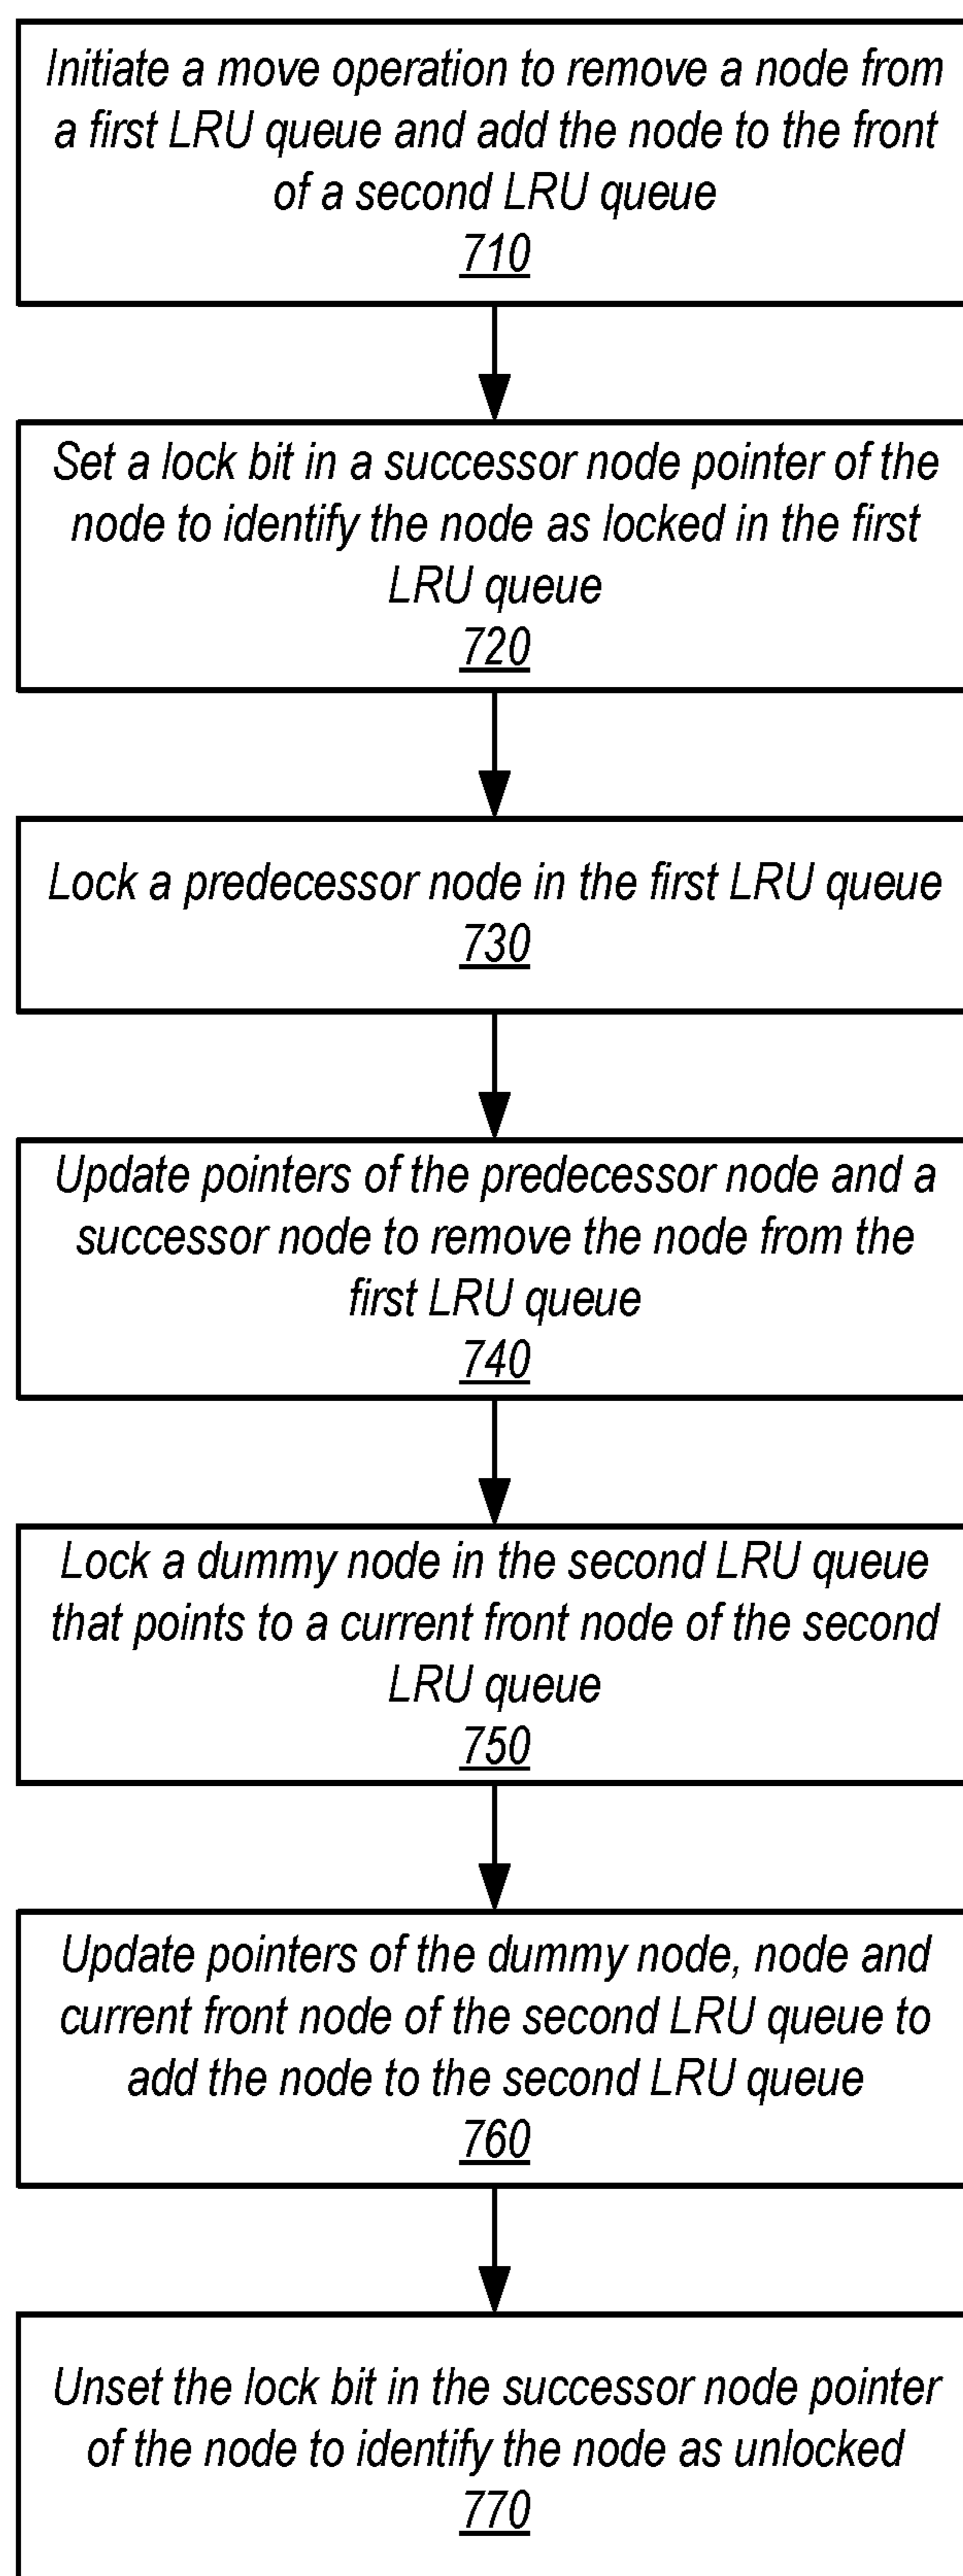 Initiate a move operation to remove a node from
a first LRU queue and add the node to the front
of a second LRU queue
710
Set a lock bit in a successor node pointer of the
node to identify the node as locked in the first
LRU queue
720
Lock a predecessor node in the first LRU queue
730
Update pointers of the predecessor node and a
successor node to remove the node from the
first LRU queue
740
Lock a dummy node in the second LRU queue
that points to a current front node of the second
LRU queue
750
Update pointers of the dummy node, node and
current front node of the second LRU queue to
add the node to the second LRU queue
760
Unset the lock bit in the successor node pointer
of the node to identify the node as unlocked
770